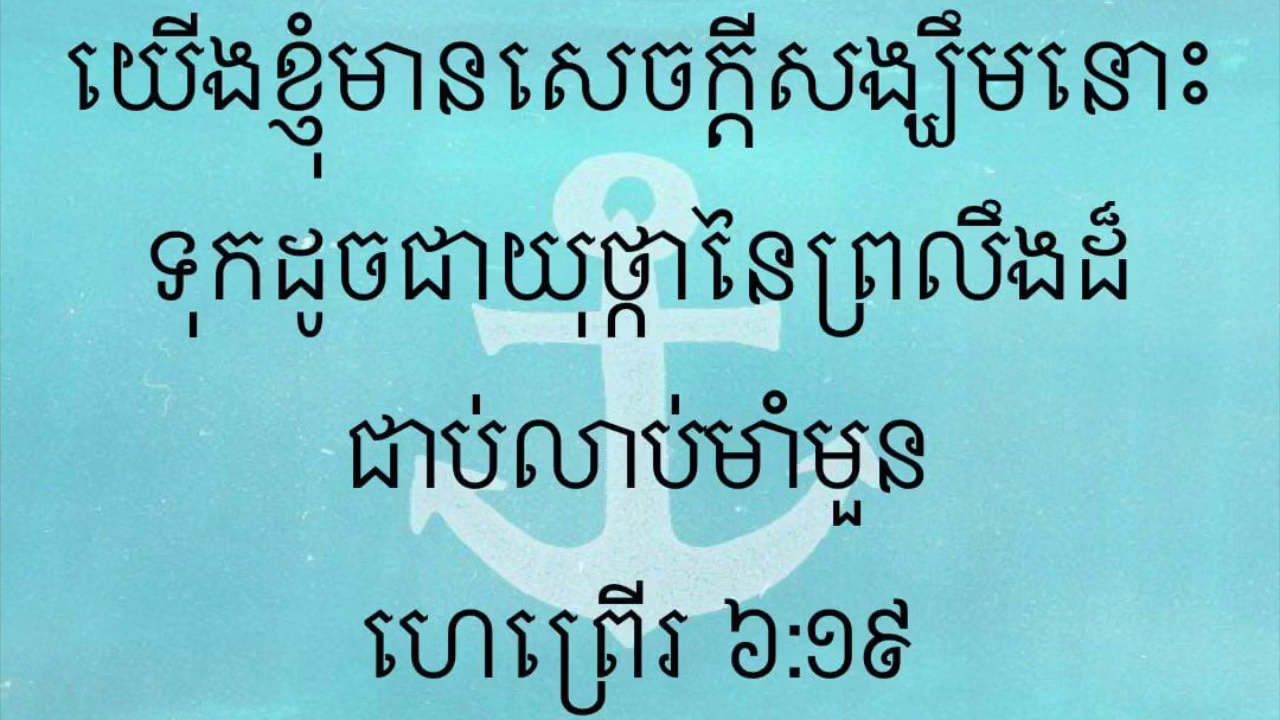 យើងខ្ញុំមានសេចក្ដីសង្ឃឹមនោះ
ទុកដូចជាយុថ្កានៃព្រលឹងដ៏
ជាប់លាប់មាំមួន
ហេព្រើរ ៦:១៩